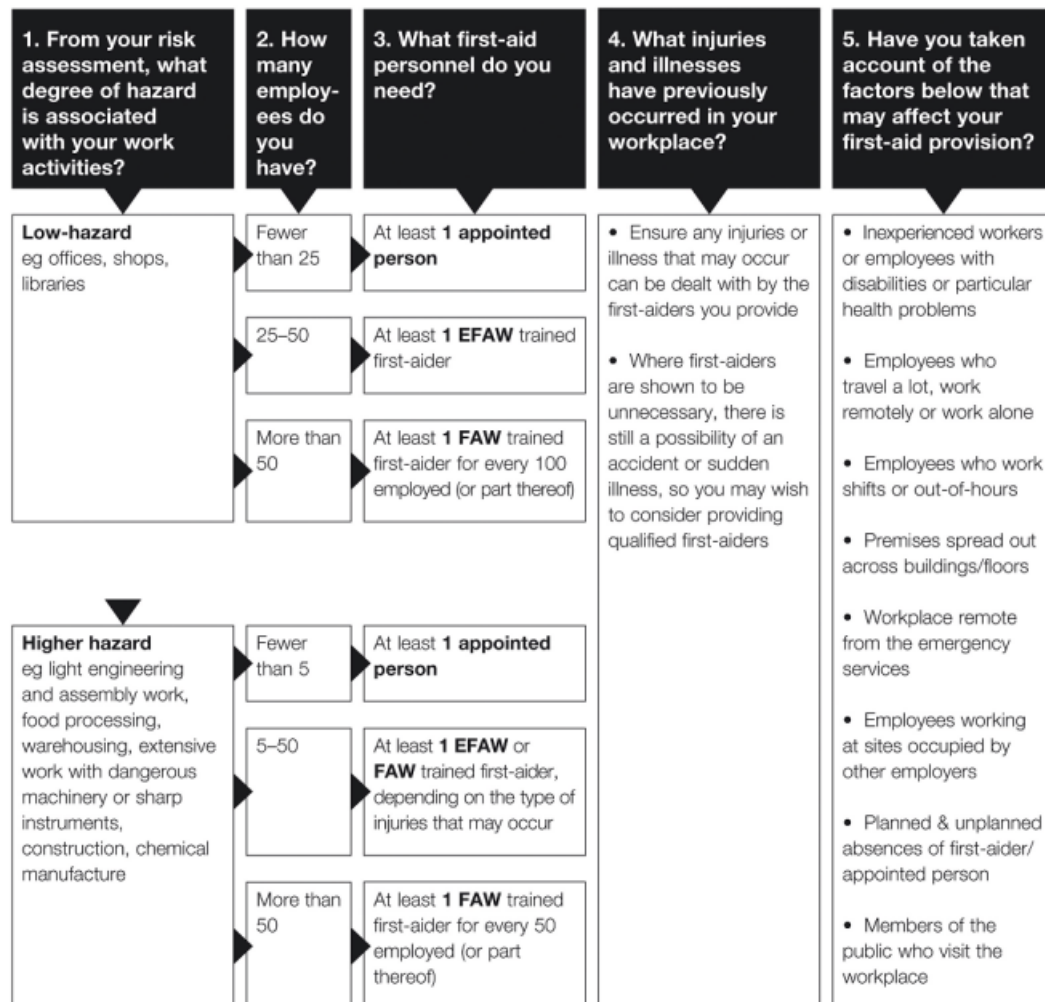 1. From your risk
assessment, what
degree of hazard
is associated
with your work
activities?
2. How
many
employ-
ees do
you
have?
3. What first-aid
personnel do you
need?
4. What injuries
and illnesses
have previously
occurred in your
workplace?
5. Have you taken
account of the
factors below that
may affect your
first-aid provision?
Low-hazard
eg offices, shops,
libraries
Fewer
than 25
At least 1 appointed
person
25–50
At least 1 EFAW trained
first-aider
More than
50
At least 1 FAW trained
first-aider for every 100
employed (or part thereof)
Higher hazard
eg light engineering
and assembly work,
food processing,
warehousing, extensive
work with dangerous
machinery or sharp
instruments,
construction, chemical
manufacture
Fewer
than 5
At least 1 appointed
person
5–50
At least 1 EFAW or
FAW trained first-aider,
depending on the type of
injuries that may occur
More than
50
At least 1 FAW trained
first-aider for every 50
employed (or part
thereof)
• Ensure any injuries or
illness that may occur
can be dealt with by the
first-aiders you provide
• Where first-aiders
are shown to be
unnecessary, there is
still a possibility of an
accident or sudden
illness, so you may wish
to consider providing
qualified first-aiders
• Inexperienced workers
or employees with
disabilities or particular
health problems
• Employees who
travel a lot, work
remotely or work alone
• Employees who work
shifts or out-of-hours
• Premises spread out
across buildings/floors
• Workplace remote
from the emergency
services
• Employees working
at sites occupied by
other employers
• Planned & unplanned
absences of first-aider/
appointed person
• Members of the
public who visit the
workplace